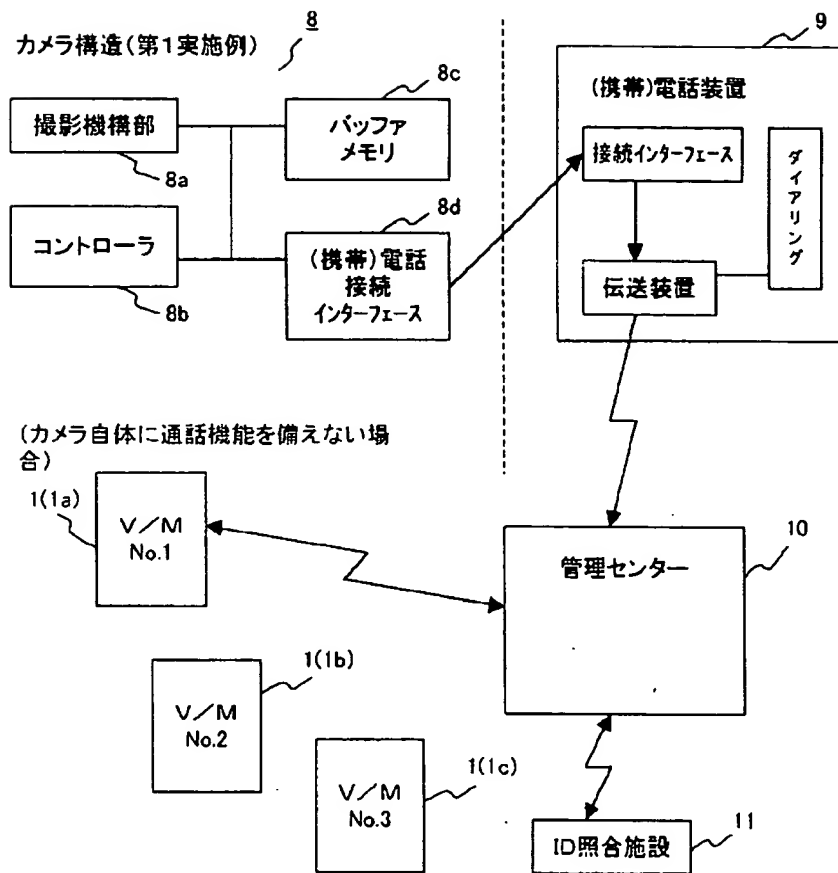 8
カメラ構造(第1実施例)
撮影機構部
8a
バッファ
メモリ
8c
コントローラ
8b
(携帯)電話
接続
インターフェース
8d
9
(携帯)電話装置
接続インターフェース
ダイアリング
伝送装置
(カメラ自体に通話機能を備えない場
合)
1(1a)
V/M
No.1
管理センター
10
1(1b)
V/M
No.2
1(1c)
V/M
No.3
ID照合施設
11